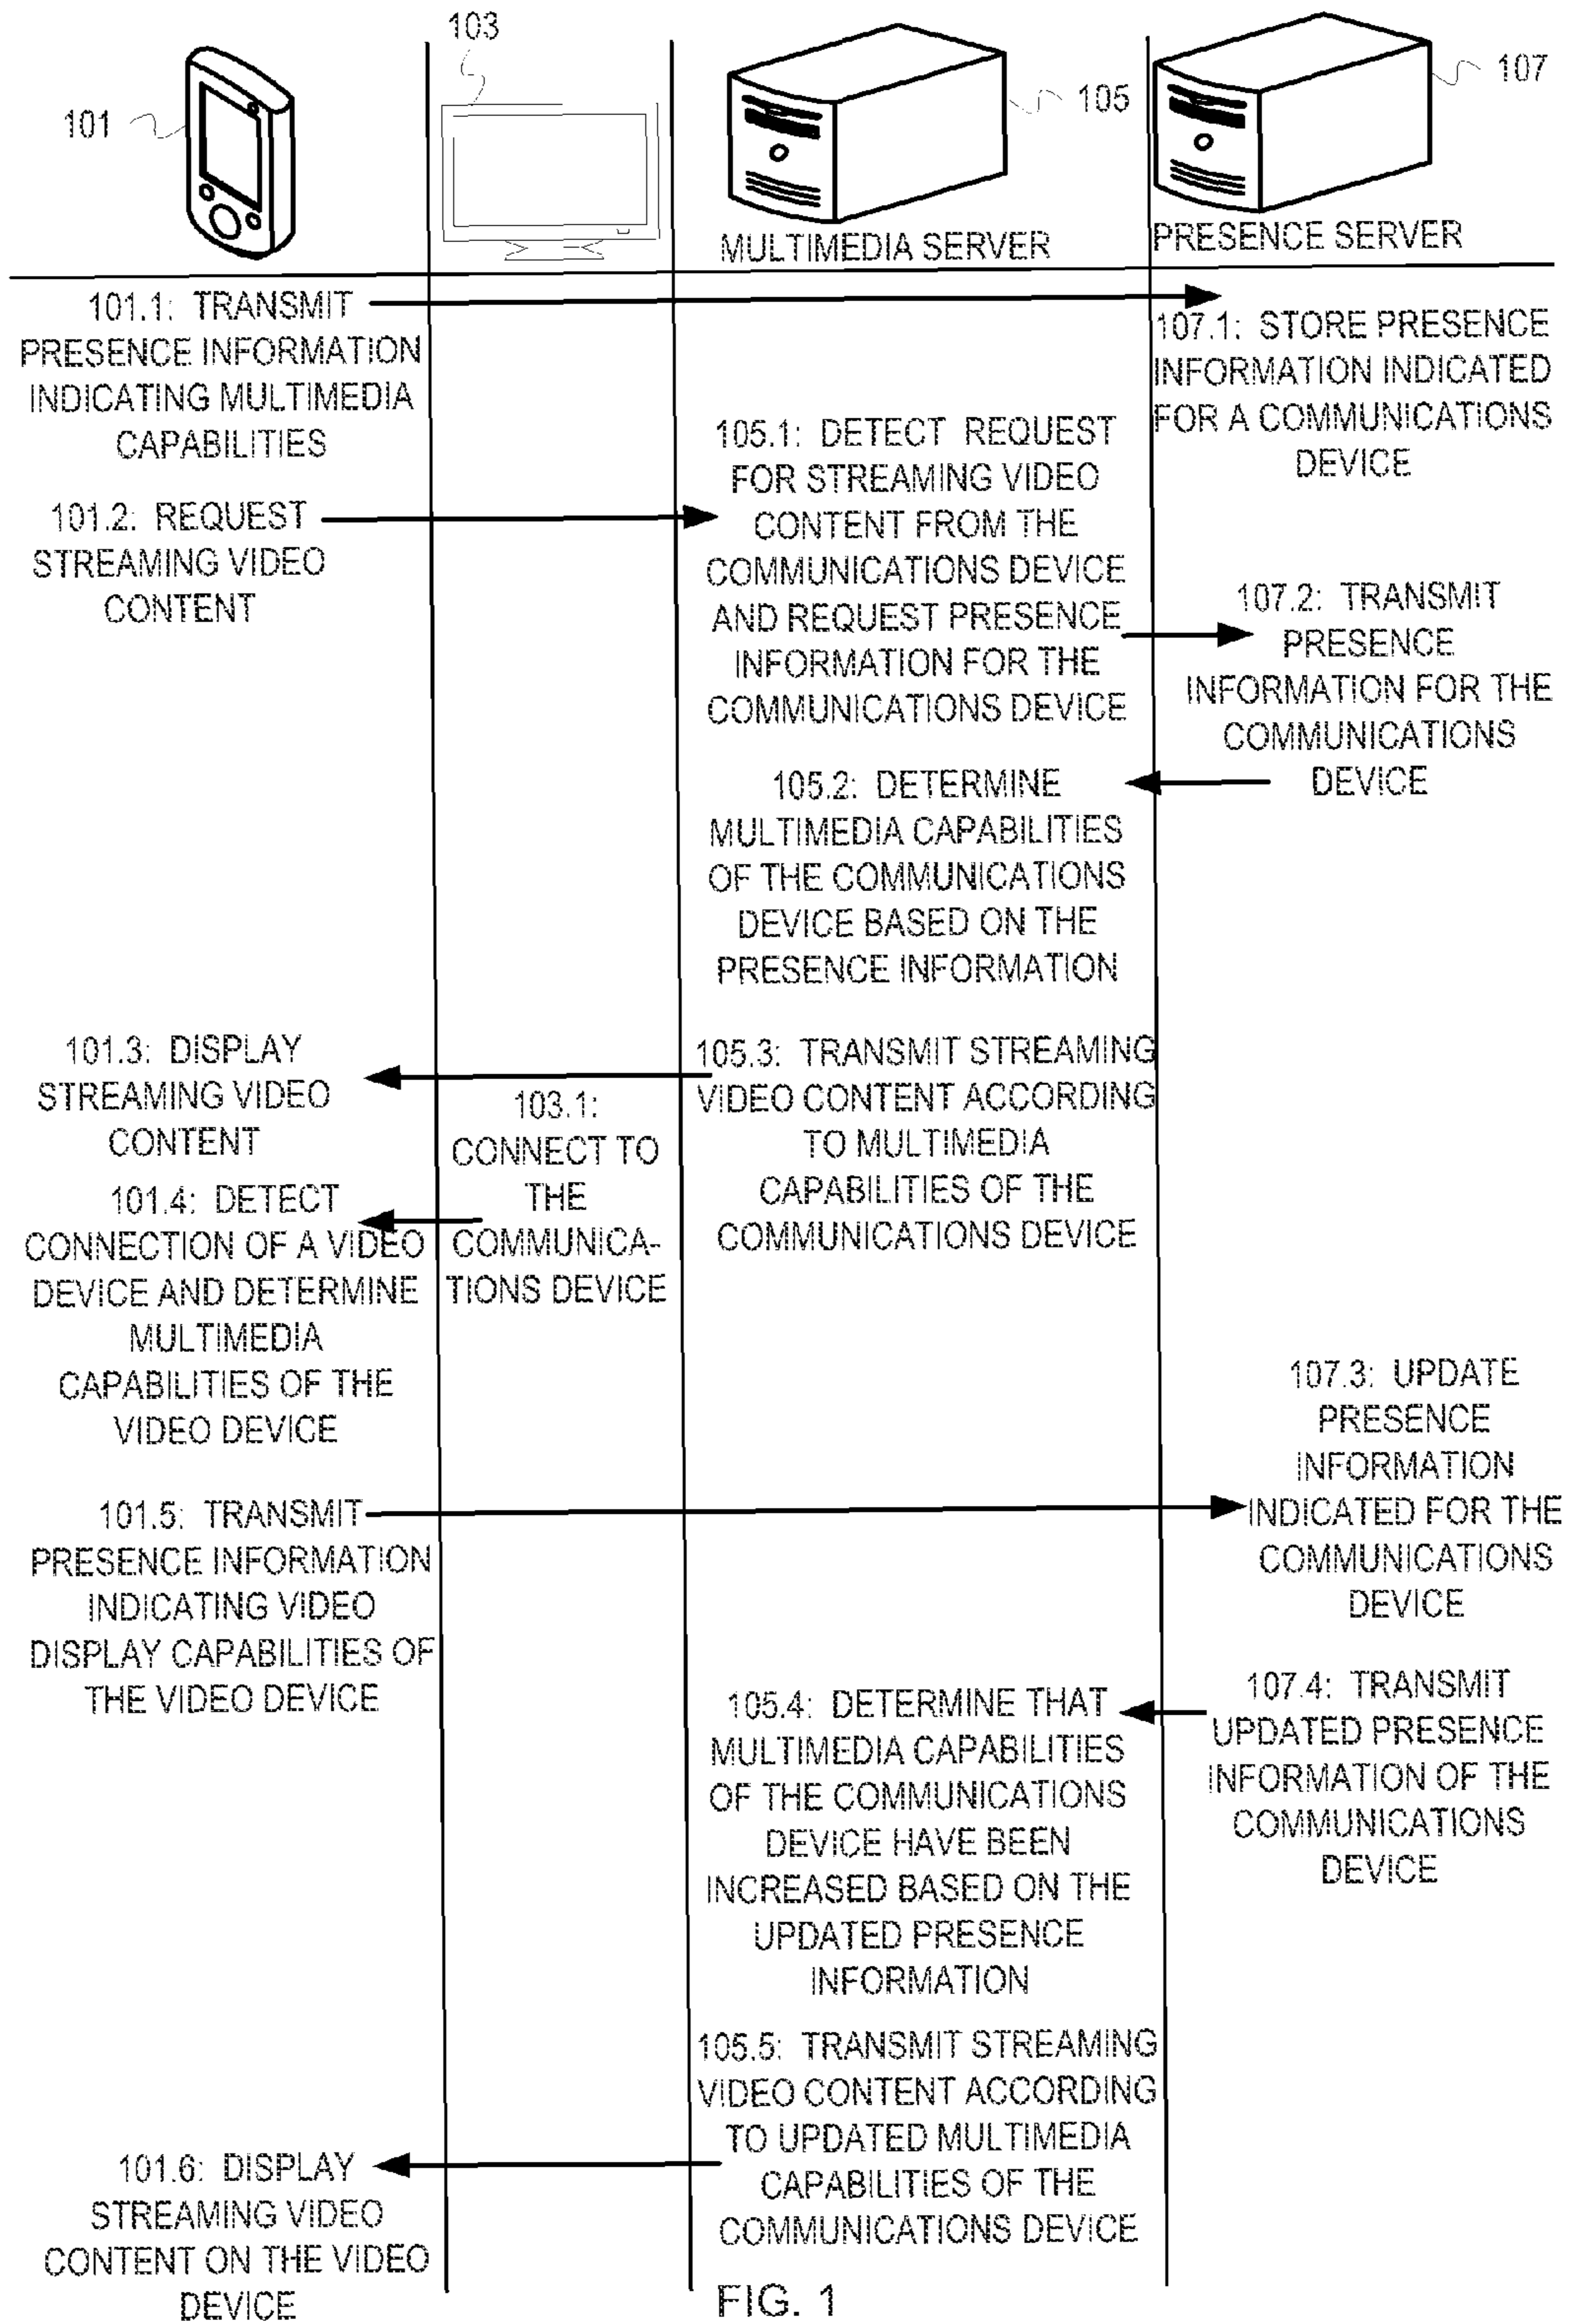 103
101
105
107
MULTIMEDIA SERVER
PRESENCE SERVER
101.1: TRANSMIT
PRESENCE INFORMATION
INDICATING MULTIMEDIA
CAPABILITIES
107.1: STORE PRESENCE
INFORMATION INDICATED
FOR A COMMUNICATIONS
DEVICE
101.2: REQUEST
STREAMING VIDEO
CONTENT
105.1: DETECT REQUEST
FOR STREAMING VIDEO
CONTENT FROM THE
COMMUNICATIONS DEVICE
AND REQUEST PRESENCE
INFORMATION FOR THE
COMMUNICATIONS DEVICE
107.2: TRANSMIT
PRESENCE
INFORMATION FOR THE
COMMUNICATIONS
DEVICE
105.2: DETERMINE
MULTIMEDIA CAPABILITIES
OF THE COMMUNICATIONS
DEVICE BASED ON THE
PRESENCE INFORMATION
105.3: TRANSMIT STREAMING
VIDEO CONTENT ACCORDING
TO MULTIMEDIA
CAPABILITIES OF THE
COMMUNICATIONS DEVICE
101.3: DISPLAY
STREAMING VIDEO
CONTENT
103.1:
CONNECT TO
THE
COMMUNICA-
TIONS DEVICE
101.4: DETECT
CONNECTION OF A VIDEO
DEVICE AND DETERMINE
MULTIMEDIA
CAPABILITIES OF THE
VIDEO DEVICE
101.5: TRANSMIT
PRESENCE INFORMATION
INDICATING VIDEO
DISPLAY CAPABILITIES OF
THE VIDEO DEVICE
107.3: UPDATE
PRESENCE
INFORMATION
INDICATED FOR THE
COMMUNICATIONS
DEVICE
107.4: TRANSMIT
UPDATED PRESENCE
INFORMATION OF THE
COMMUNICATIONS
DEVICE
105.4: DETERMINE THAT
MULTIMEDIA CAPABILITIES
OF THE COMMUNICATIONS
DEVICE HAVE BEEN
INCREASED BASED ON THE
UPDATED PRESENCE
INFORMATION
105.5: TRANSMIT STREAMING
VIDEO CONTENT ACCORDING
TO UPDATED MULTIMEDIA
CAPABILITIES OF THE
COMMUNICATIONS DEVICE
101.6: DISPLAY
STREAMING VIDEO
CONTENT ON THE VIDEO
DEVICE
FIG. 1